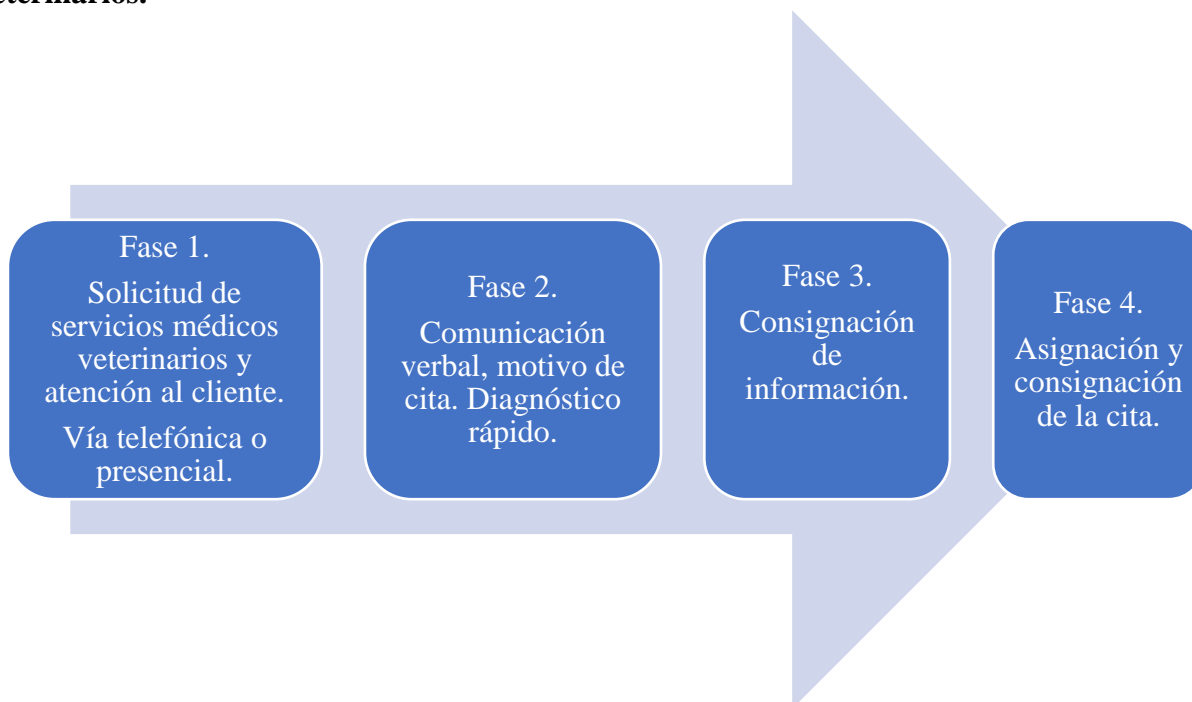 Fase 1.
Solicitud de
servicios médicos
veterinarios y
atención al cliente.
Vía telefónica o
presencial.
Fase 2.
Comunicación
verbal, motivo de
cita. Diagnóstico
rápido.
Fase 3.
Consignación
de
información.
Fase 4.
Asignación y
consignación
de la cita.